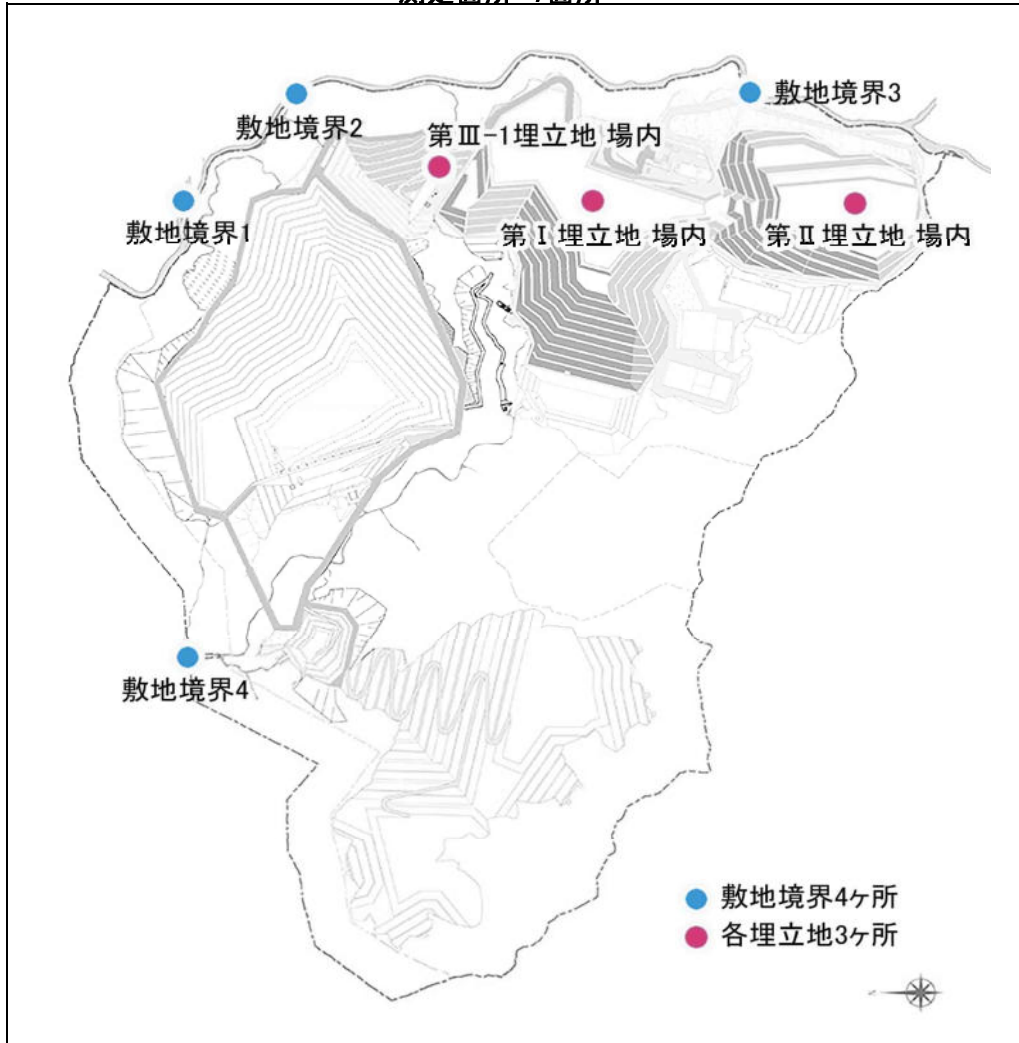 敷地境界2
敷地境界3
第Ⅲ-1埋立地 場内
敷地境界1
第Ⅰ埋立地 場内
第Ⅱ埋立地 場内
敷地境界4
敷地境界4ヶ所
各埋立地3ヶ所